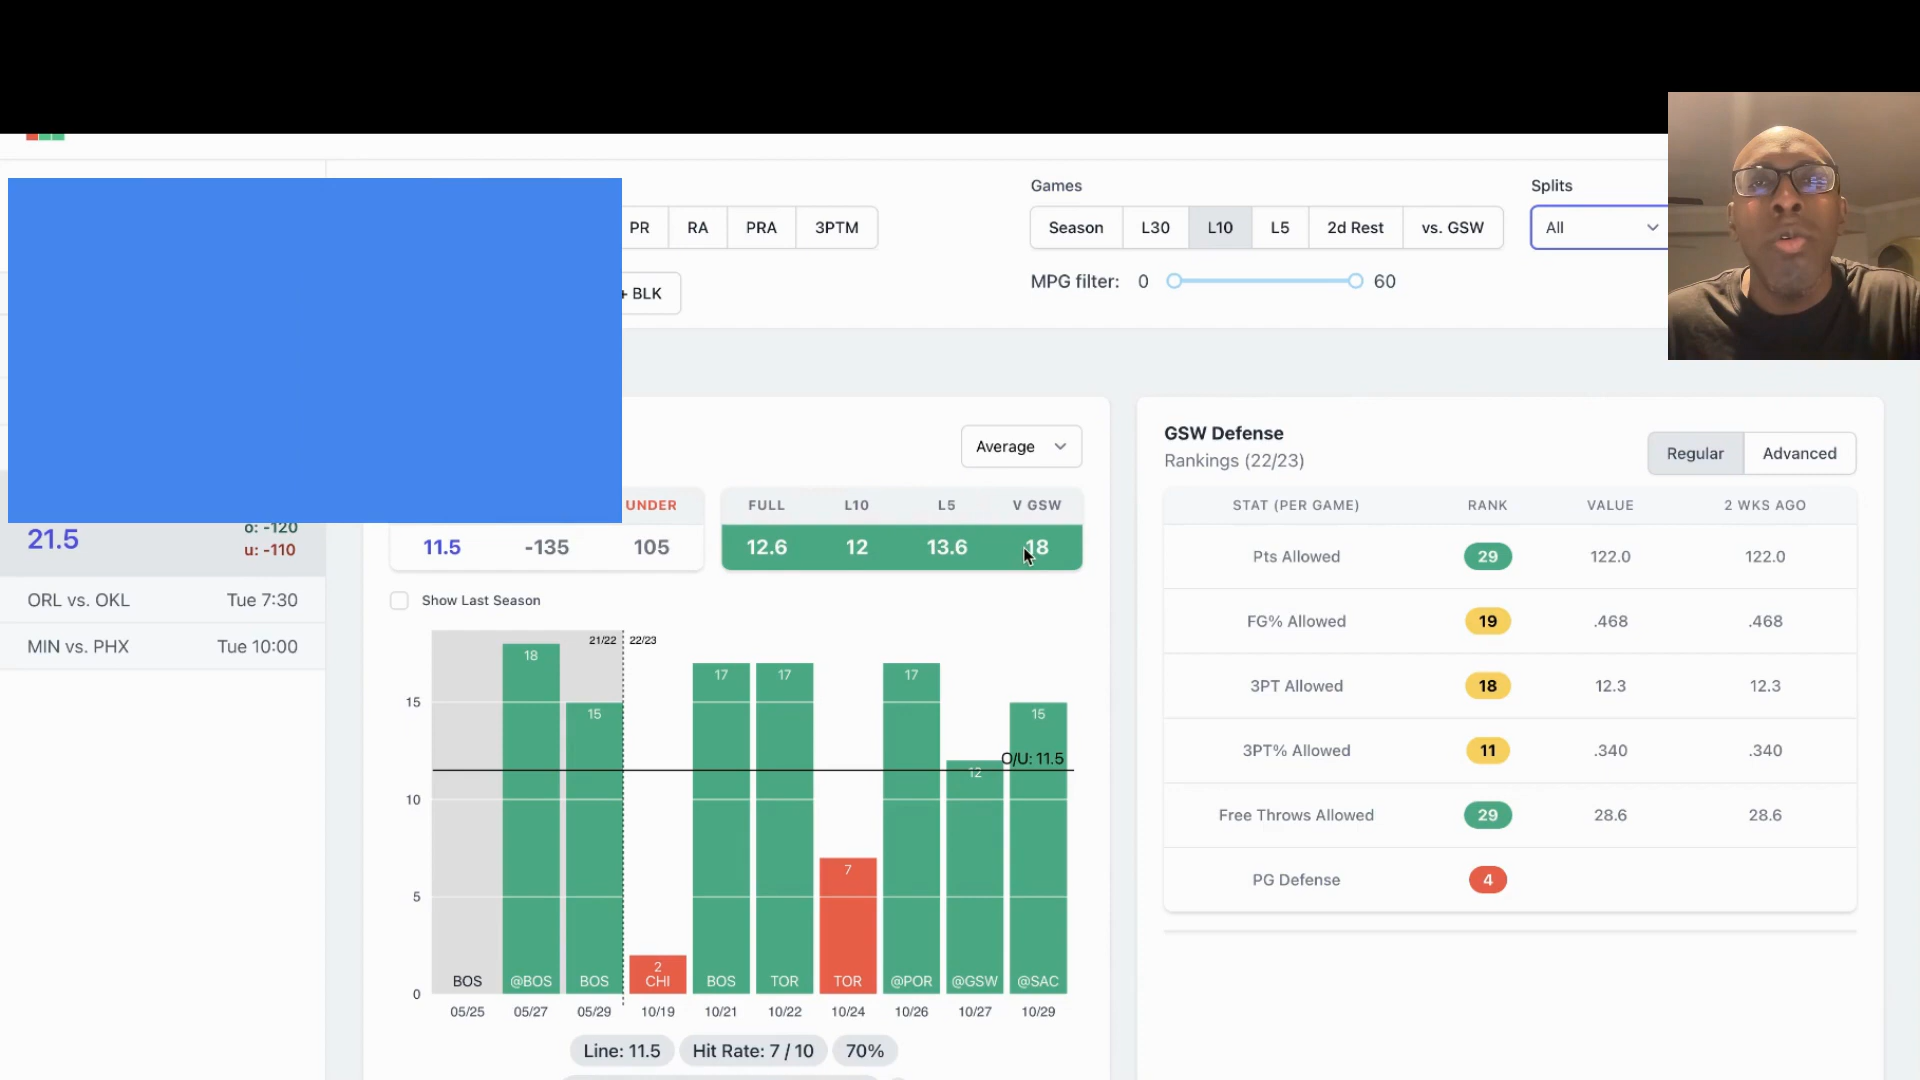 Games
Splits
PR RA PRA 3PTM
Season L30 L10 L5 2d Rest vs. GSW
All
+ BLK
MPG filter: 0 60
Average
UNDER
FULL L10 L5 V GSW
11.5 -135 105
12.6 12 13.6 18
21.5
o: -120
u: -110
ORL vs. OKL Tue 7:30
MIN vs. PHX Tue 10:00
Show Last Season
21/22 22/23
18 15 17 17 17 15
O/U: 11.5
12
7
2
15
10
5
0
BOS @BOS BOS CHI BOS TOR TOR @POR @GSW @SAC
05/25 05/27 05/29 10/19 10/21 10/22 10/24 10/26 10/27 10/29
Line: 11.5 Hit Rate: 7 / 10 70%
GSW Defense
Rankings (22/23)
Regular Advanced
STAT (PER GAME) RANK VALUE 2 WKS AGO
Pts Allowed 29 122.0 122.0
FG% Allowed 19 .468 .468
3PT Allowed 18 12.3 12.3
3PT% Allowed 11 .340 .340
Free Throws Allowed 29 28.6 28.6
PG Defense 4